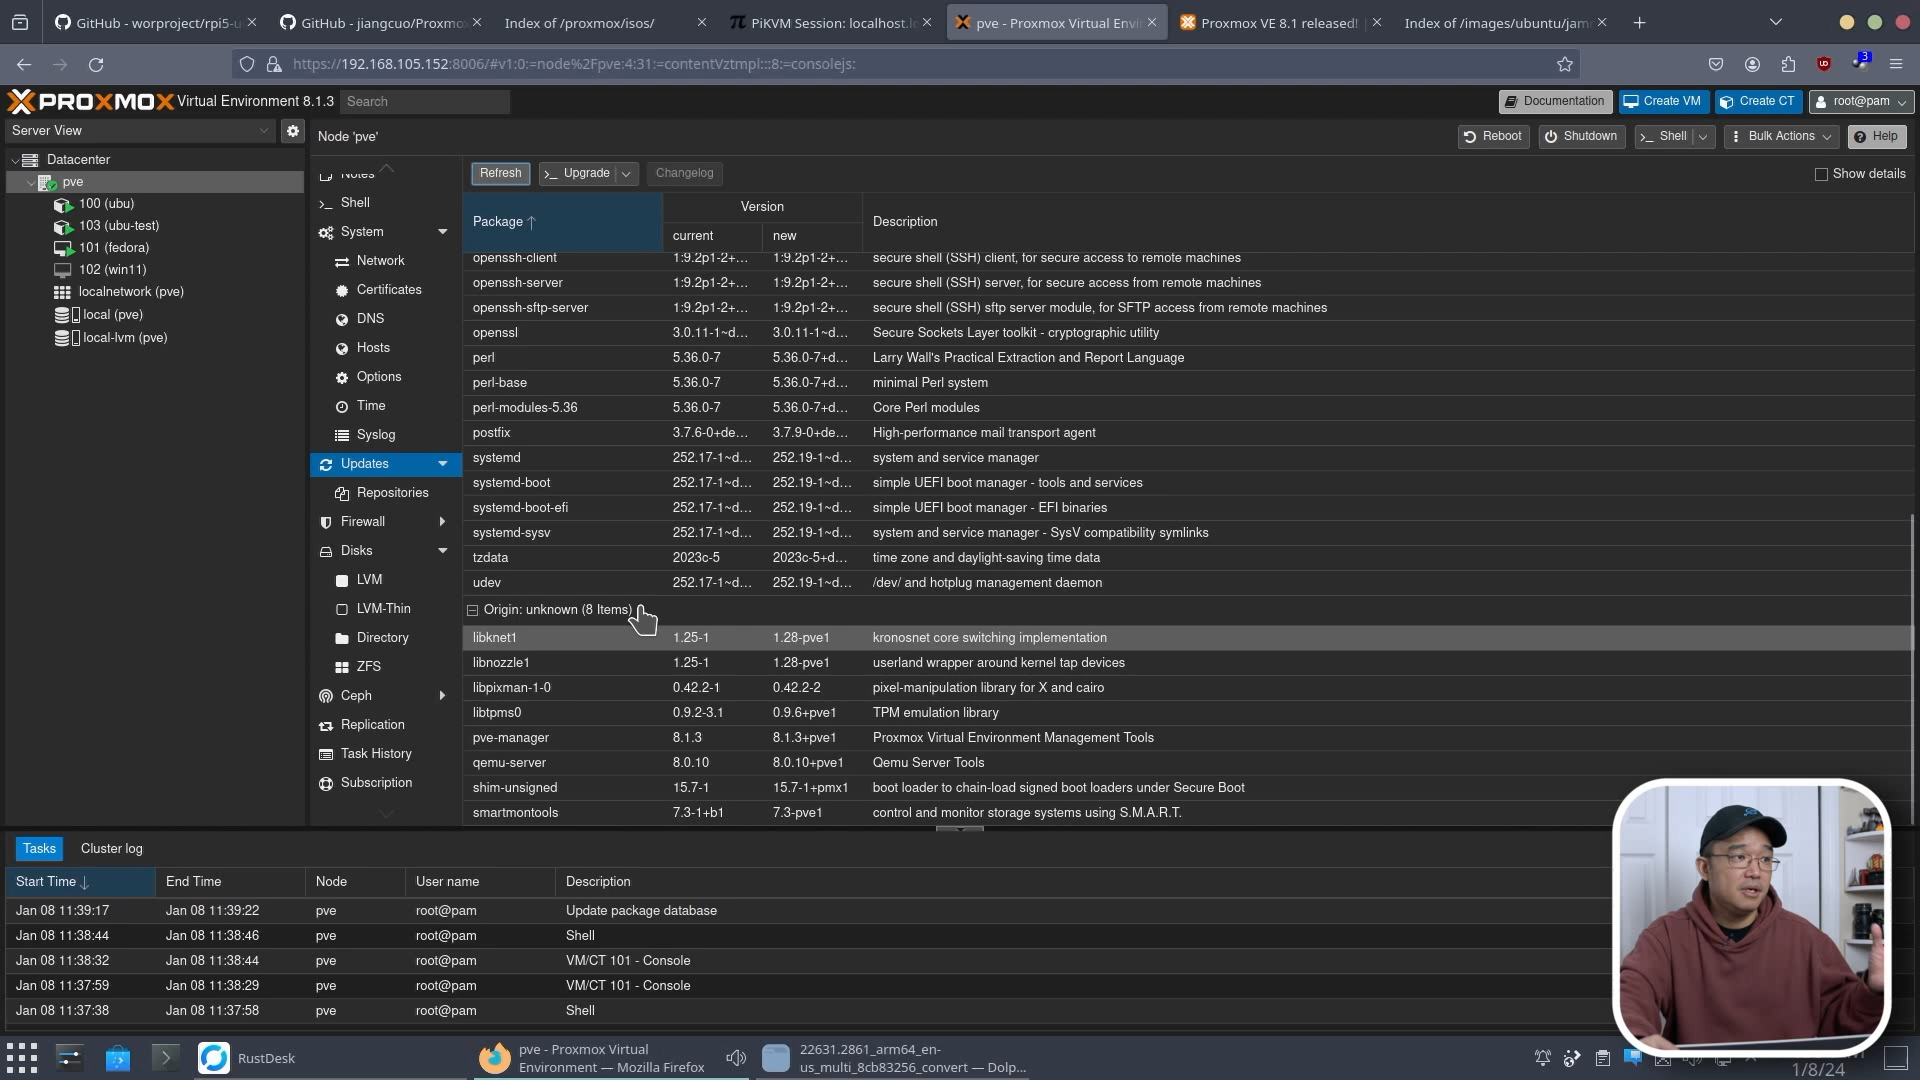 GitHub - worproject/rpi5-u
GitHub - jiangcuo/Proxmo
Index of /proxmox/isos/
PiKVM Session: localhost.lo
pve - Proxmox Virtual Envi
Proxmox VE 8.1 released!
Index of /images/ubuntu/jam
https://192.168.105.152:8006/#v1:0:=node%2Fpve:4:31:=contentVztmpl:::8:=consolejs:
3
PROXMOX Virtual Environment 8.1.3
Search
Documentation
Create VM
Create CT
root@pam
Server View
Node 'pve'
Reboot
Shutdown
Shell
Bulk Actions
Help
Datacenter
pve
100 (ubu)
103 (ubu-test)
101 (fedora)
102 (win11)
localnetwork (pve)
local (pve)
local-lvm (pve)
Notes
Shell
System
Network
Certificates
DNS
Hosts
Options
Time
Syslog
Updates
Repositories
Firewall
Disks
LVM
LVM-Thin
Directory
ZFS
Ceph
Replication
Task History
Subscription
Refresh
Upgrade
Changelog
Show details
Package
Version
current
new
Description
openssh-client 1:9.2p1-2+... 1:9.2p1-2+... secure shell (SSH) client, for secure access to remote machines
openssh-server 1:9.2p1-2+... 1:9.2p1-2+... secure shell (SSH) server, for secure access from remote machines
openssh-sftp-server 1:9.2p1-2+... 1:9.2p1-2+... secure shell (SSH) sftp server module, for SFTP access from remote machines
openssl 3.0.11-1~d... 3.0.11-1~d... Secure Sockets Layer toolkit - cryptographic utility
perl 5.36.0-7 5.36.0-7+d... Larry Wall's Practical Extraction and Report Language
perl-base 5.36.0-7 5.36.0-7+d... minimal Perl system
perl-modules-5.36 5.36.0-7 5.36.0-7+d... Core Perl modules
postfix 3.7.6-0+de... 3.7.9-0+de... High-performance mail transport agent
systemd 252.17-1~d... 252.19-1~d... system and service manager
systemd-boot 252.17-1~d... 252.19-1~d... simple UEFI boot manager - tools and services
systemd-boot-efi 252.17-1~d... 252.19-1~d... simple UEFI boot manager - EFI binaries
systemd-sysv 252.17-1~d... 252.19-1~d... system and service manager - SysV compatibility symlinks
tzdata 2023c-5 2023c-5+d... time zone and daylight-saving time data
udev 252.17-1~d... 252.19-1~d... /dev/ and hotplug management daemon
Origin: unknown (8 Items)
libknet1 1.25-1 1.28-pve1 kronosnet core switching implementation
libnozzle1 1.25-1 1.28-pve1 userland wrapper around kernel tap devices
libpixman-1-0 0.42.2-1 0.42.2-2 pixel-manipulation library for X and cairo
libtpms0 0.9.2-3.1 0.9.6+pve1 TPM emulation library
pve-manager 8.1.3 8.1.3+pve1 Proxmox Virtual Environment Management Tools
qemu-server 8.0.10 8.0.10+pve1 Qemu Server Tools
shim-unsigned 15.7-1 15.7-1+pmx1 boot loader to chain-load signed boot loaders under Secure Boot
smartmontools 7.3-1+b1 7.3-pve1 control and monitor storage systems using S.M.A.R.T.
Tasks
Cluster log
Start Time End Time Node User name Description
Jan 08 11:39:17 Jan 08 11:39:22 pve root@pam Update package database
Jan 08 11:38:44 Jan 08 11:38:46 pve root@pam Shell
Jan 08 11:38:32 Jan 08 11:38:44 pve root@pam VM/CT 101 - Console
Jan 08 11:37:59 Jan 08 11:38:29 pve root@pam VM/CT 101 - Console
Jan 08 11:37:38 Jan 08 11:37:58 pve root@pam Shell
RustDesk
pve - Proxmox Virtual
Environment — Mozilla Firefox
22631.2861_arm64_en-
us_multi_8cb83256_convert — Dolp...
1/8/24